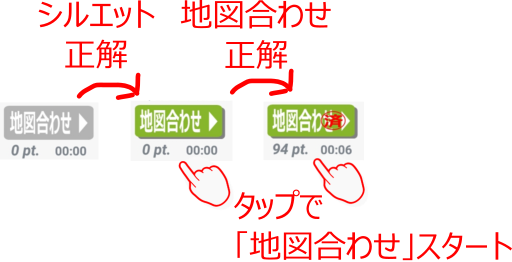 シルエット
正解
地図合わせ
正解
地図合わせ
0 pt. 00:00
地図合わせ
0 pt. 00:00
地図合わ 済
94 pt. 00:06
タップで
「地図合わせ」スタート